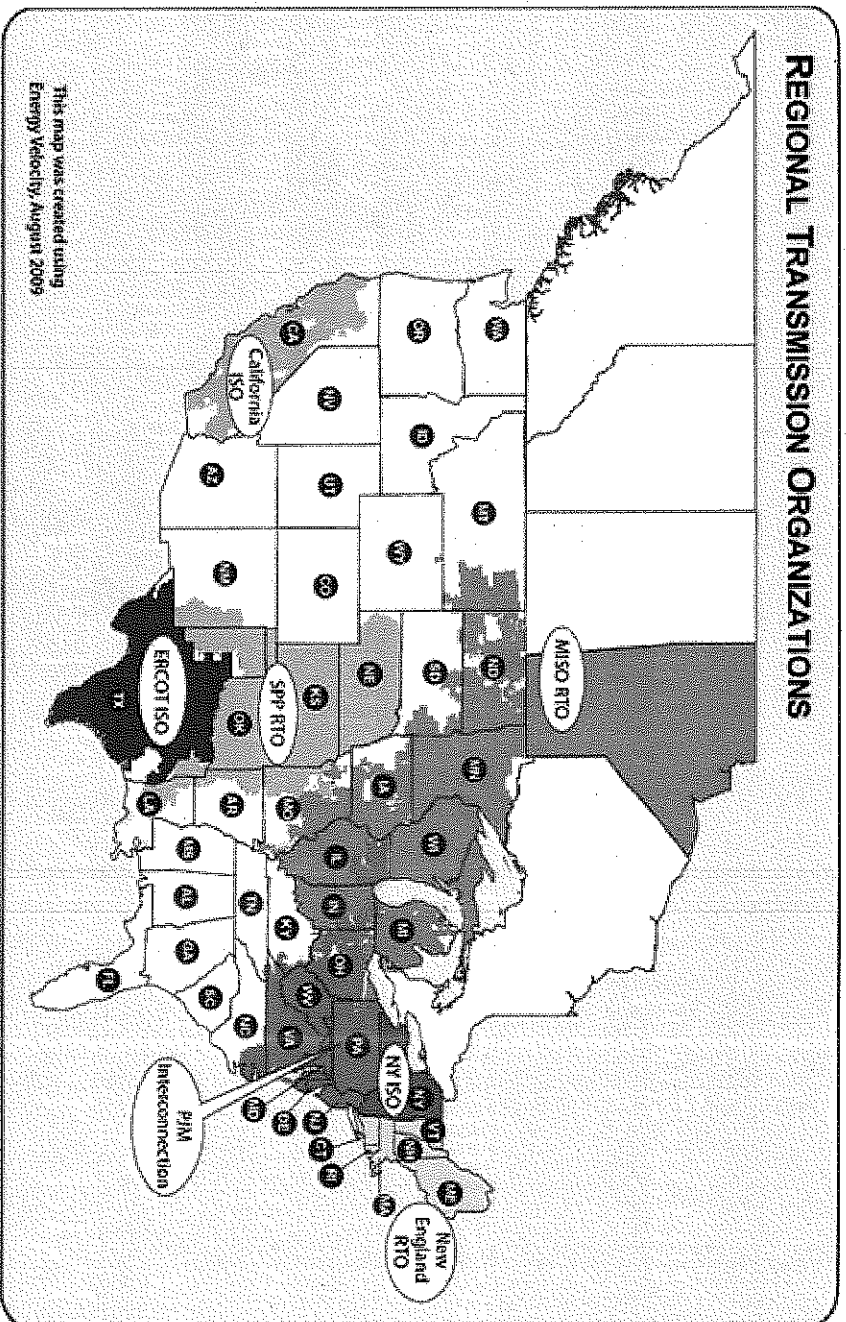 REGIONAL TRANSMISSION ORGANIZATIONS
MISO RTO
WA
MT
ND
MN
OR
ID
SD
WI
MI
WY
NE
IA
NY ISO
NY
VT
NH
ME
New
England
RTO
CA
NV
UT
CO
KS
MO
IL
IN
OH
PA
WV
VA
KY
MA
RI
CT
NJ
DE
MD
California
ISO
SPP RTO
AZ
NM
OK
AR
TN
NC
SC
PJM
Interconnection
ERCOT ISO
TX
LA
MS
AL
GA
FL
This map was created using
Energy Velocity, August 2009